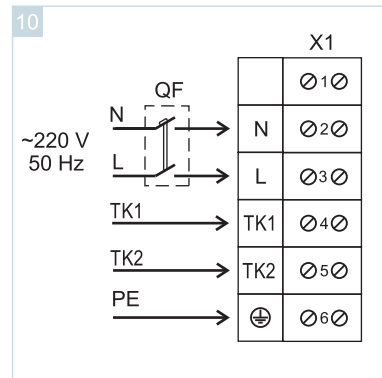 10
X1
1
QF
N
N 2
~220 V
50 Hz
L
L 3
TK1
TK1 4
TK2
TK2 5
PE
6